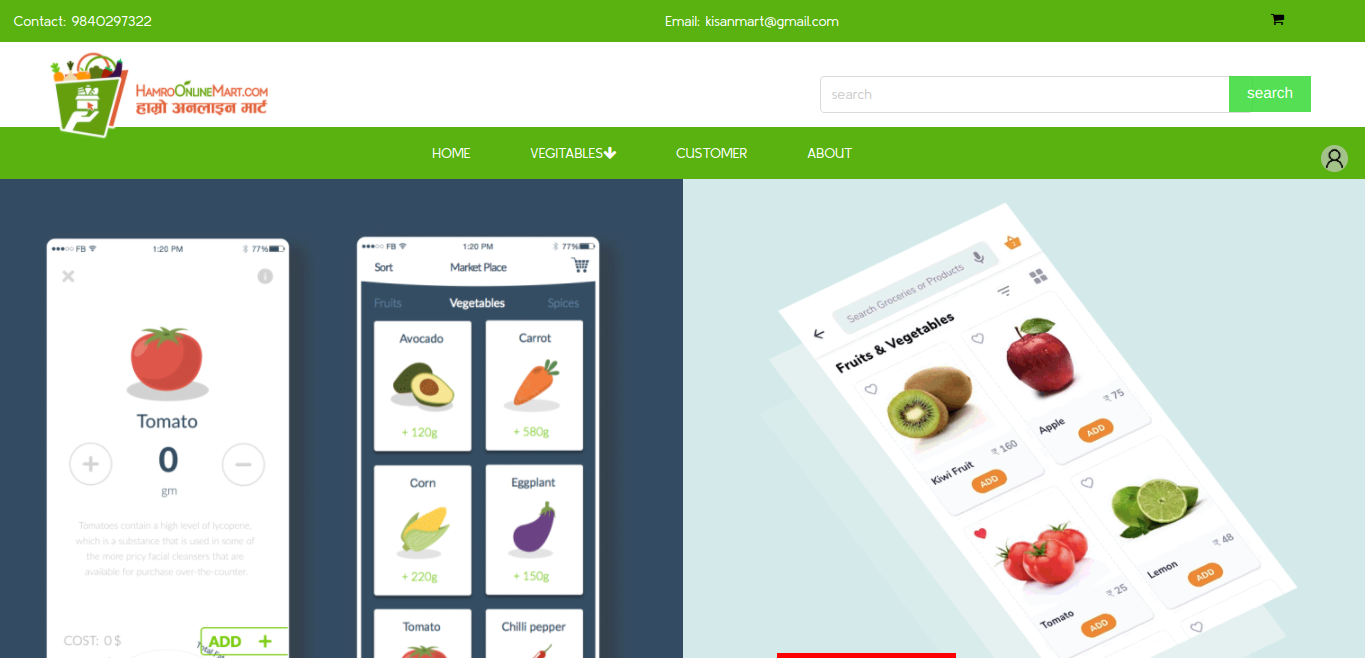 Contact: 9840297322
Email: kisanmart@gmail.com
HamroOnlineMart.com
हाम्रो अनलाइन मार्ट
search
search
HOME
VEGITABLES
CUSTOMER
ABOUT
FB
1:20 PM
77%
Tomato
0
gm
Tomatoes contain a high level of lycopene,
which is a substance that is used in some of
the more pricy facial cleansers that are
available for purchase over-the-counter.
COST: 0 $
ADD +
FB
1:20 PM
77%
Sort
Market Place
Fruits
Vegetables
Spices
Avocado
+ 120g
Carrot
+ 580g
Corn
+ 220g
Eggplant
+ 150g
Tomato
Chilli pepper
Search Groceries or Products
Fruits & Vegetables
Kiwi Fruit
₹ 160
ADD
Apple
₹ 75
ADD
Tomato
₹ 25
ADD
Lemon
₹ 48
ADD